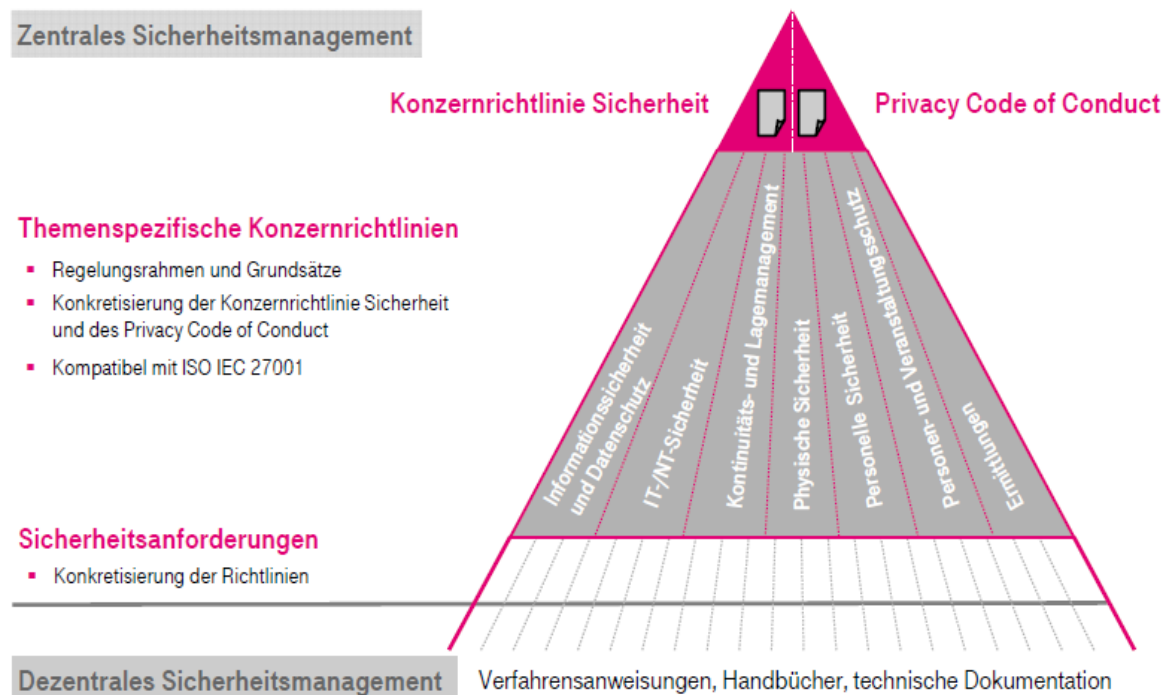 Zentrales Sicherheitsmanagement
Konzernrichtlinie Sicherheit
Privacy Code of Conduct
Themenspezifische Konzernrichtlinien
▪ Regelungsrahmen und Grundsätze
▪ Konkretisierung der Konzernrichtlinie Sicherheit
und des Privacy Code of Conduct
▪ Kompatibel mit ISO IEC 27001
Informationssicherheit
und Datenschutz
IT-/NT-Sicherheit
Kontinuitäts- und Lagemanagement
Physische Sicherheit
Personelle Sicherheit
Personen- und Veranstaltungsschutz
Ermittlungen
Sicherheitsanforderungen
▪ Konkretisierung der Richtlinien
Dezentrales Sicherheitsmanagement
Verfahrensanweisungen, Handbücher, technische Dokumentation